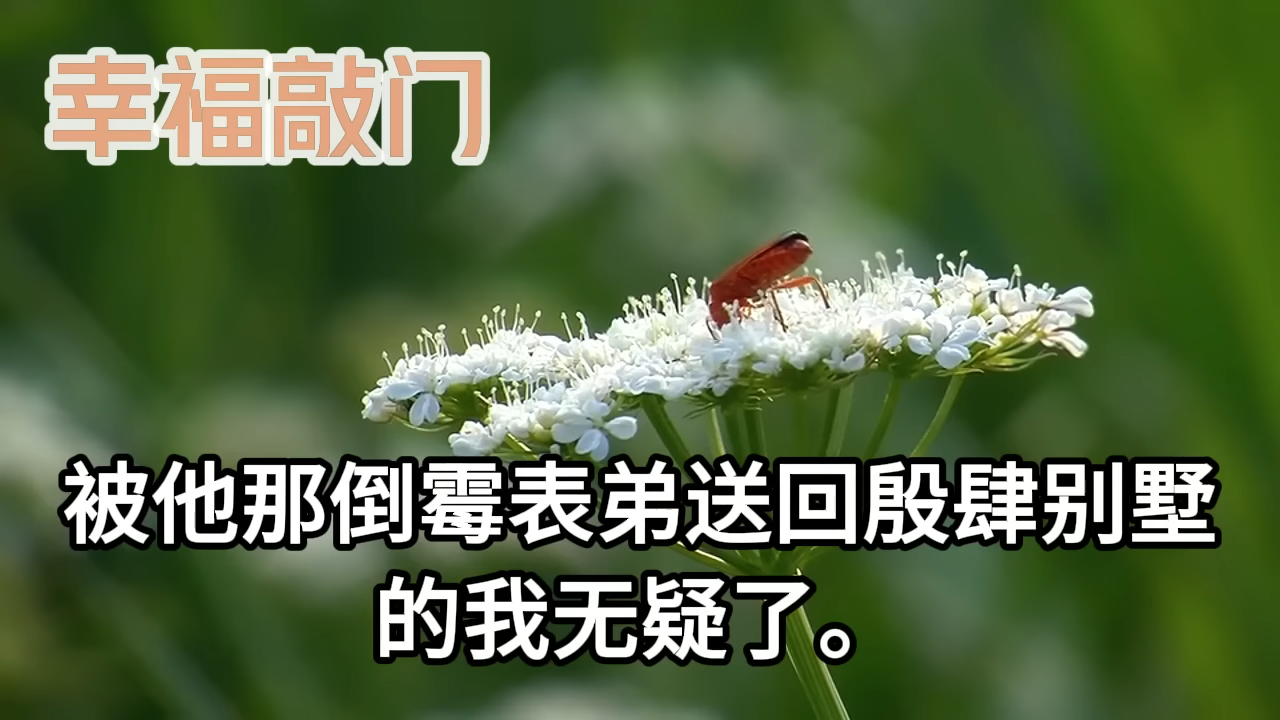 幸福敲门
被他那倒霉表弟送回殷肆别墅
的我无疑了。